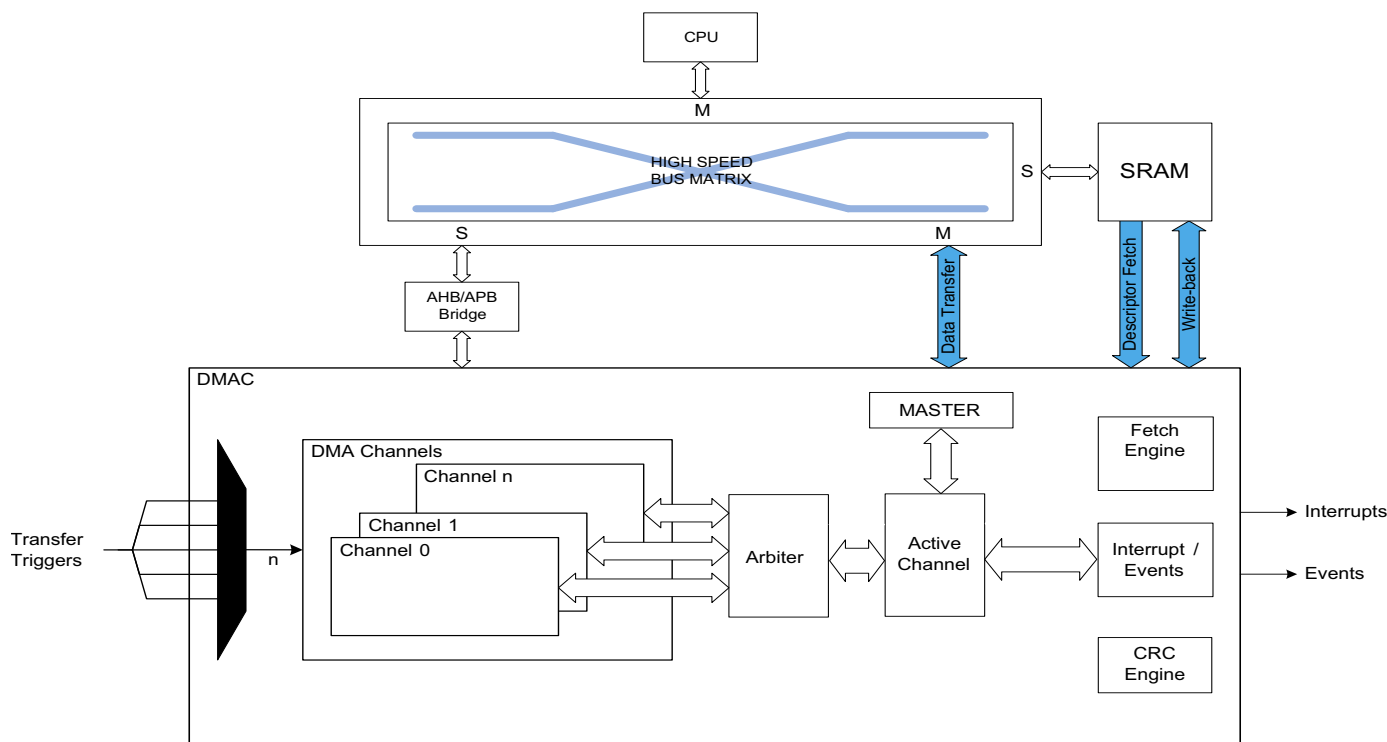 CPU
M
HIGH SPEED
BUS MATRIX
S
SRAM
S
M
AHB/APB
Bridge
Data Transfer
Descriptor Fetch
Write-back
DMAC
MASTER
DMA Channels
Fetch
Engine
Channel n
Channel 1
Channel 0
Transfer
Triggers
n
Arbiter
Active
Channel
Interrupt /
Events
Interrupts
Events
CRC
Engine